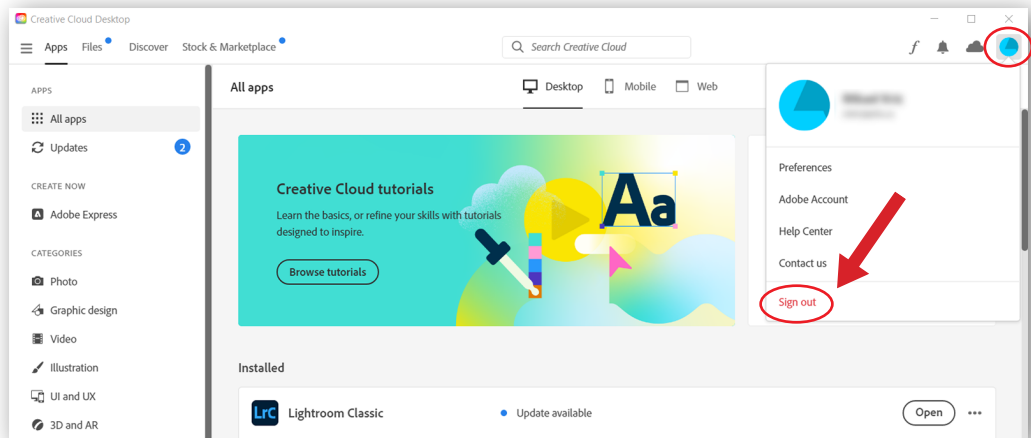 Creative Cloud Desktop
Apps Files Discover Stock & Marketplace Search Creative Cloud
APPS
All apps
Updates 2
CREATE NOW
Adobe Express
CATEGORIES
Photo
Graphic design
Video
Illustration
UI and UX
3D and AR
All apps Desktop Mobile Web
Creative Cloud tutorials
Learn the basics, or refine your skills with tutorials
designed to inspire.
Browse tutorials
Aa
Installed
LrC Lightroom Classic Update available Open
Preferences
Adobe Account
Help Center
Contact us
Sign out